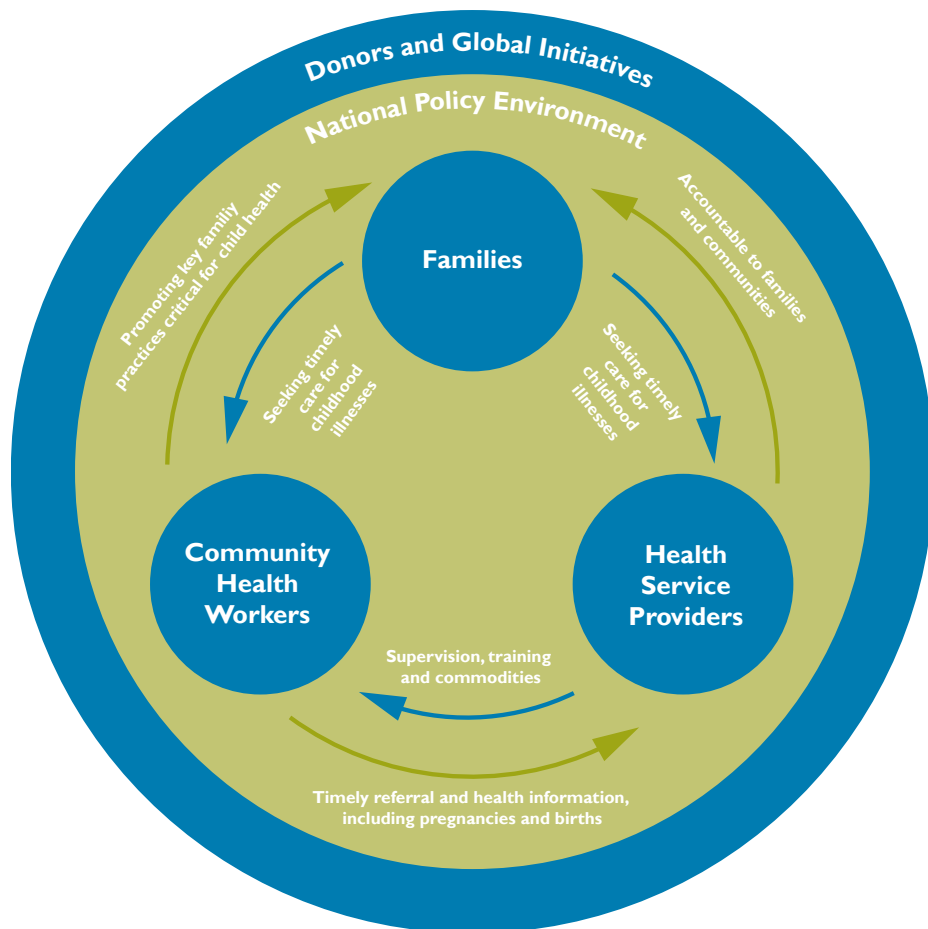 Donors and Global Initiatives
National Policy Environment
Promoting key familiy
practices critical for child health
Accountable to families
and communities
Families
Seeking timely
care for
childhood
illnesses
Seeking timely
care for
childhood
illnesses
Community
Health
Workers
Health
Service
Providers
Supervision, training
and commodities
Timely referral and health information,
including pregnancies and births